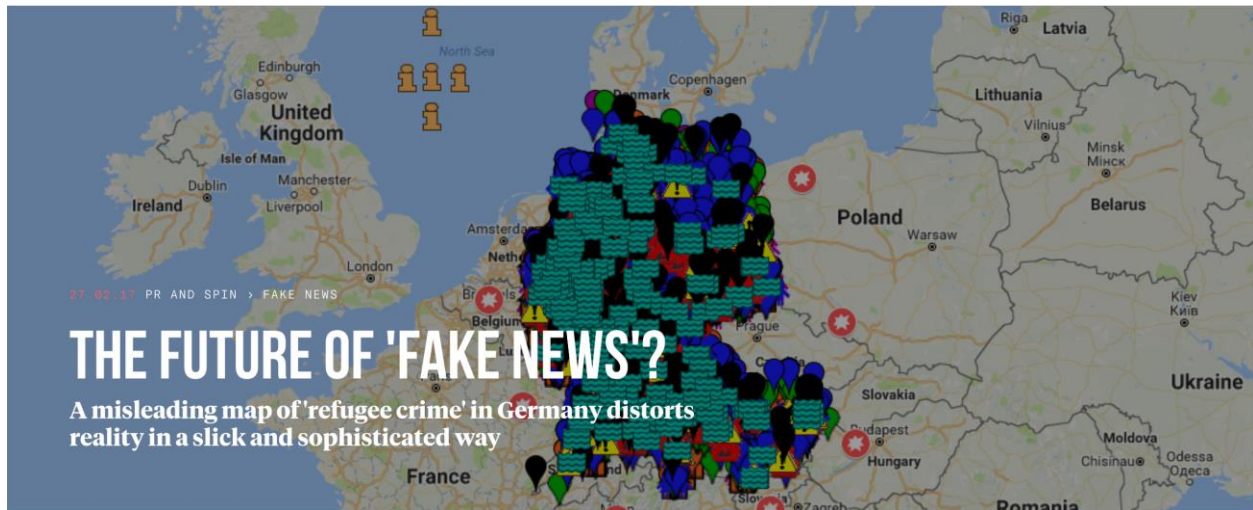 Riga
Latvia
North Sea
Edinburgh
Glasgow
Copenhagen
Denmark
Lithuania
United
Kingdom
Vilnius
Isle of Man
Minsk
Мінск
Dublin
Manchester
Ireland
Liverpool
Belarus
Poland
Amsterda
Warsaw
Neth
London
27.02.17 PR AND SPIN › FAKE NEWS
Belgium
Prague
Kiev
Київ
THE FUTURE OF 'FAKE NEWS'?
Slovakia
Ukraine
A misleading map of 'refugee crime' in Germany distorts
reality in a slick and sophisticated way
Budapest
Hungary
Moldova
Chisinau
Odessa
Одеса
France
Zagreb
Romania